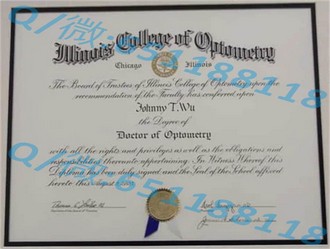 Illinois College of Optometry
Chicago Illinois
The Board of Trustees of Illinois College of Optometry upon the
recommendation of the Faculty has conferred upon
Johnny T. Wu
the Degree of
Doctor of Optometry
with all the rights and privileges as well as the obligations and
responsibilities thereunto appertaining. In Witness Whereof this
Diploma has been duly signed and the Seal of the School affixed
hereto this August
Q/微